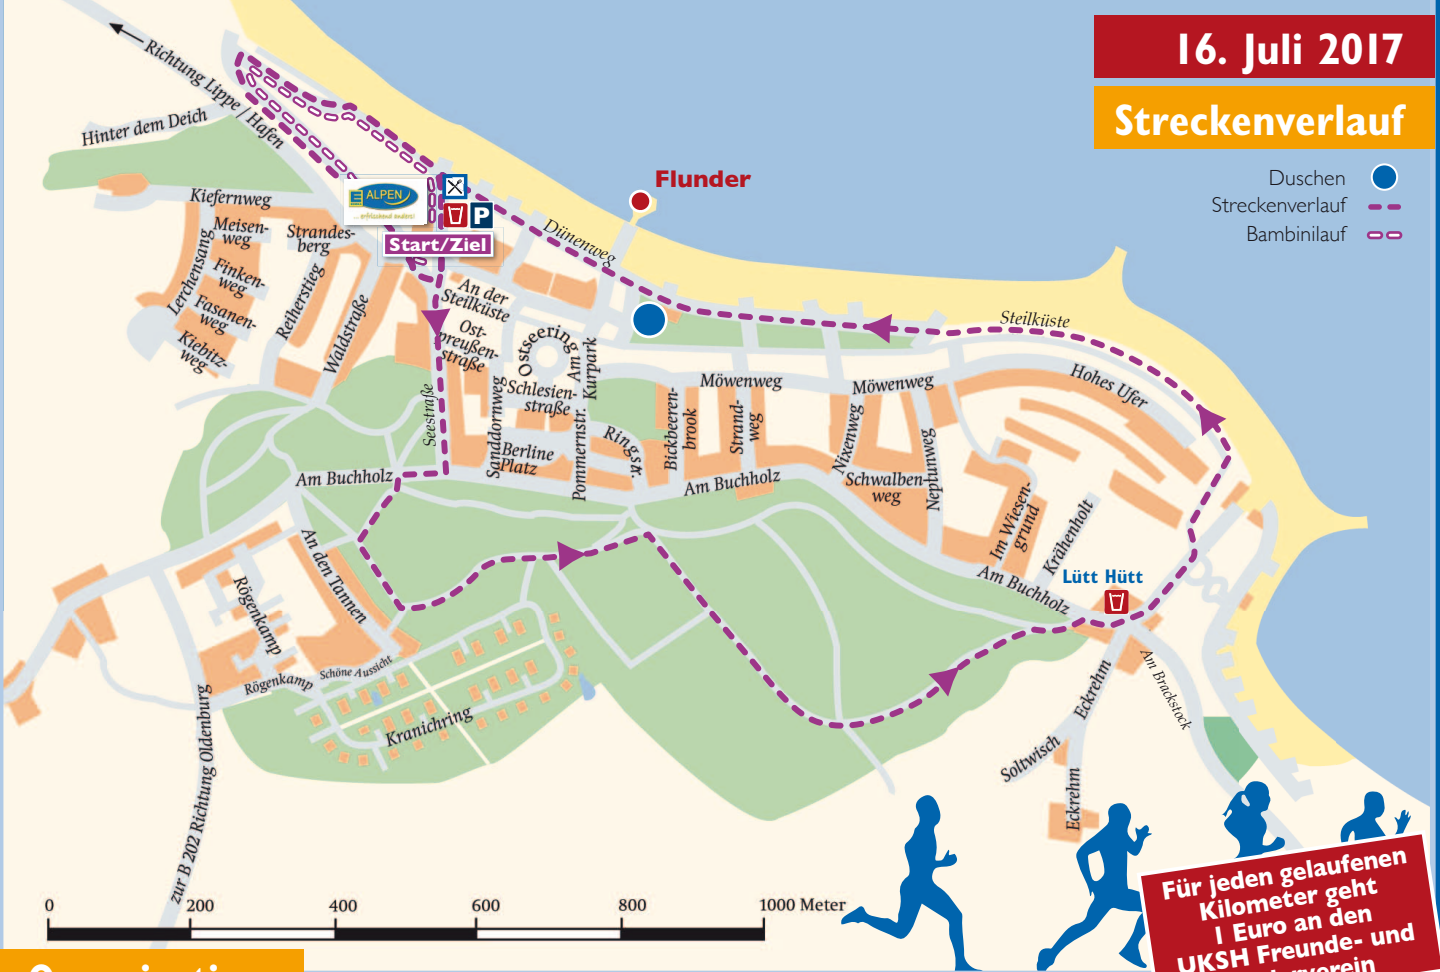 16. Juli 2017
Streckenverlauf
Duschen
Streckenverlauf
Bambinilauf
Richtung Lippe / Hafen
Hinter dem Deich
Kiefernweg
Meisen-
weg
Strandes-
berg
Lerchensang
Finken-
weg
Fasanen-
weg
Kiebitz-
weg
Reiherstieg
Waldstraße
ALPEN
... erfrischend anders!
P
Start/Ziel
Flunder
Dünenweg
An der
Steilküste
Ost-
preußen-
straße
Ostseering
Am
Kurpark
Schlesien-
straße
Seestraße
Sanddornweg
Berline
Platz
Pommernstr.
Ringstr.
Bickbeeren-
brook
Strand-
weg
Möwenweg
Möwenweg
Nixenweg
Schwalben-
weg
Neptunweg
Steilküste
Hohes Ufer
Im Wiesen-
grund
Krähenholt
Lütt Hütt
Am Buchholz
Am Buchholz
Am Buchholz
An den Tannen
Rögenkamp
Rögenkamp
Schöne Aussicht
Kranichring
zur B 202 Richtung Oldenburg
Eckrehm
Am Brackstock
Soltwisch
Eckrehm
0 200 400 600 800 1000 Meter
Für jeden gelaufenen
Kilometer geht
1 Euro an den
UKSH Freunde- und